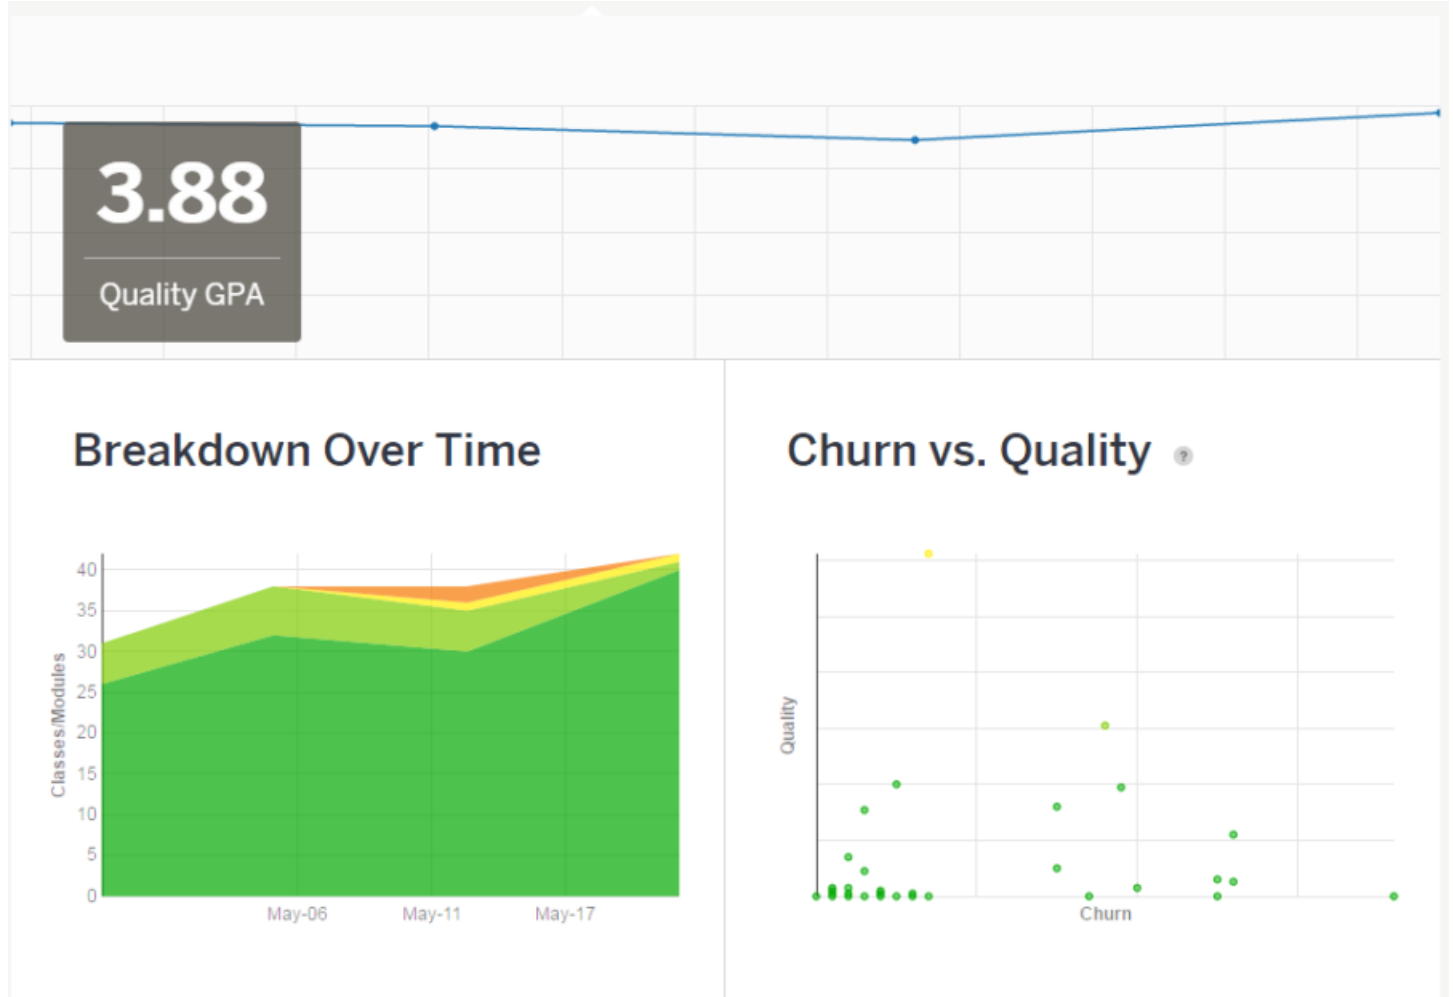 3.88
Quality GPA
Breakdown Over Time
Churn vs. Quality ?
Classes/Modules
40
35
30
25
20
15
10
5
0
May-06 May-11 May-17
Quality
Churn